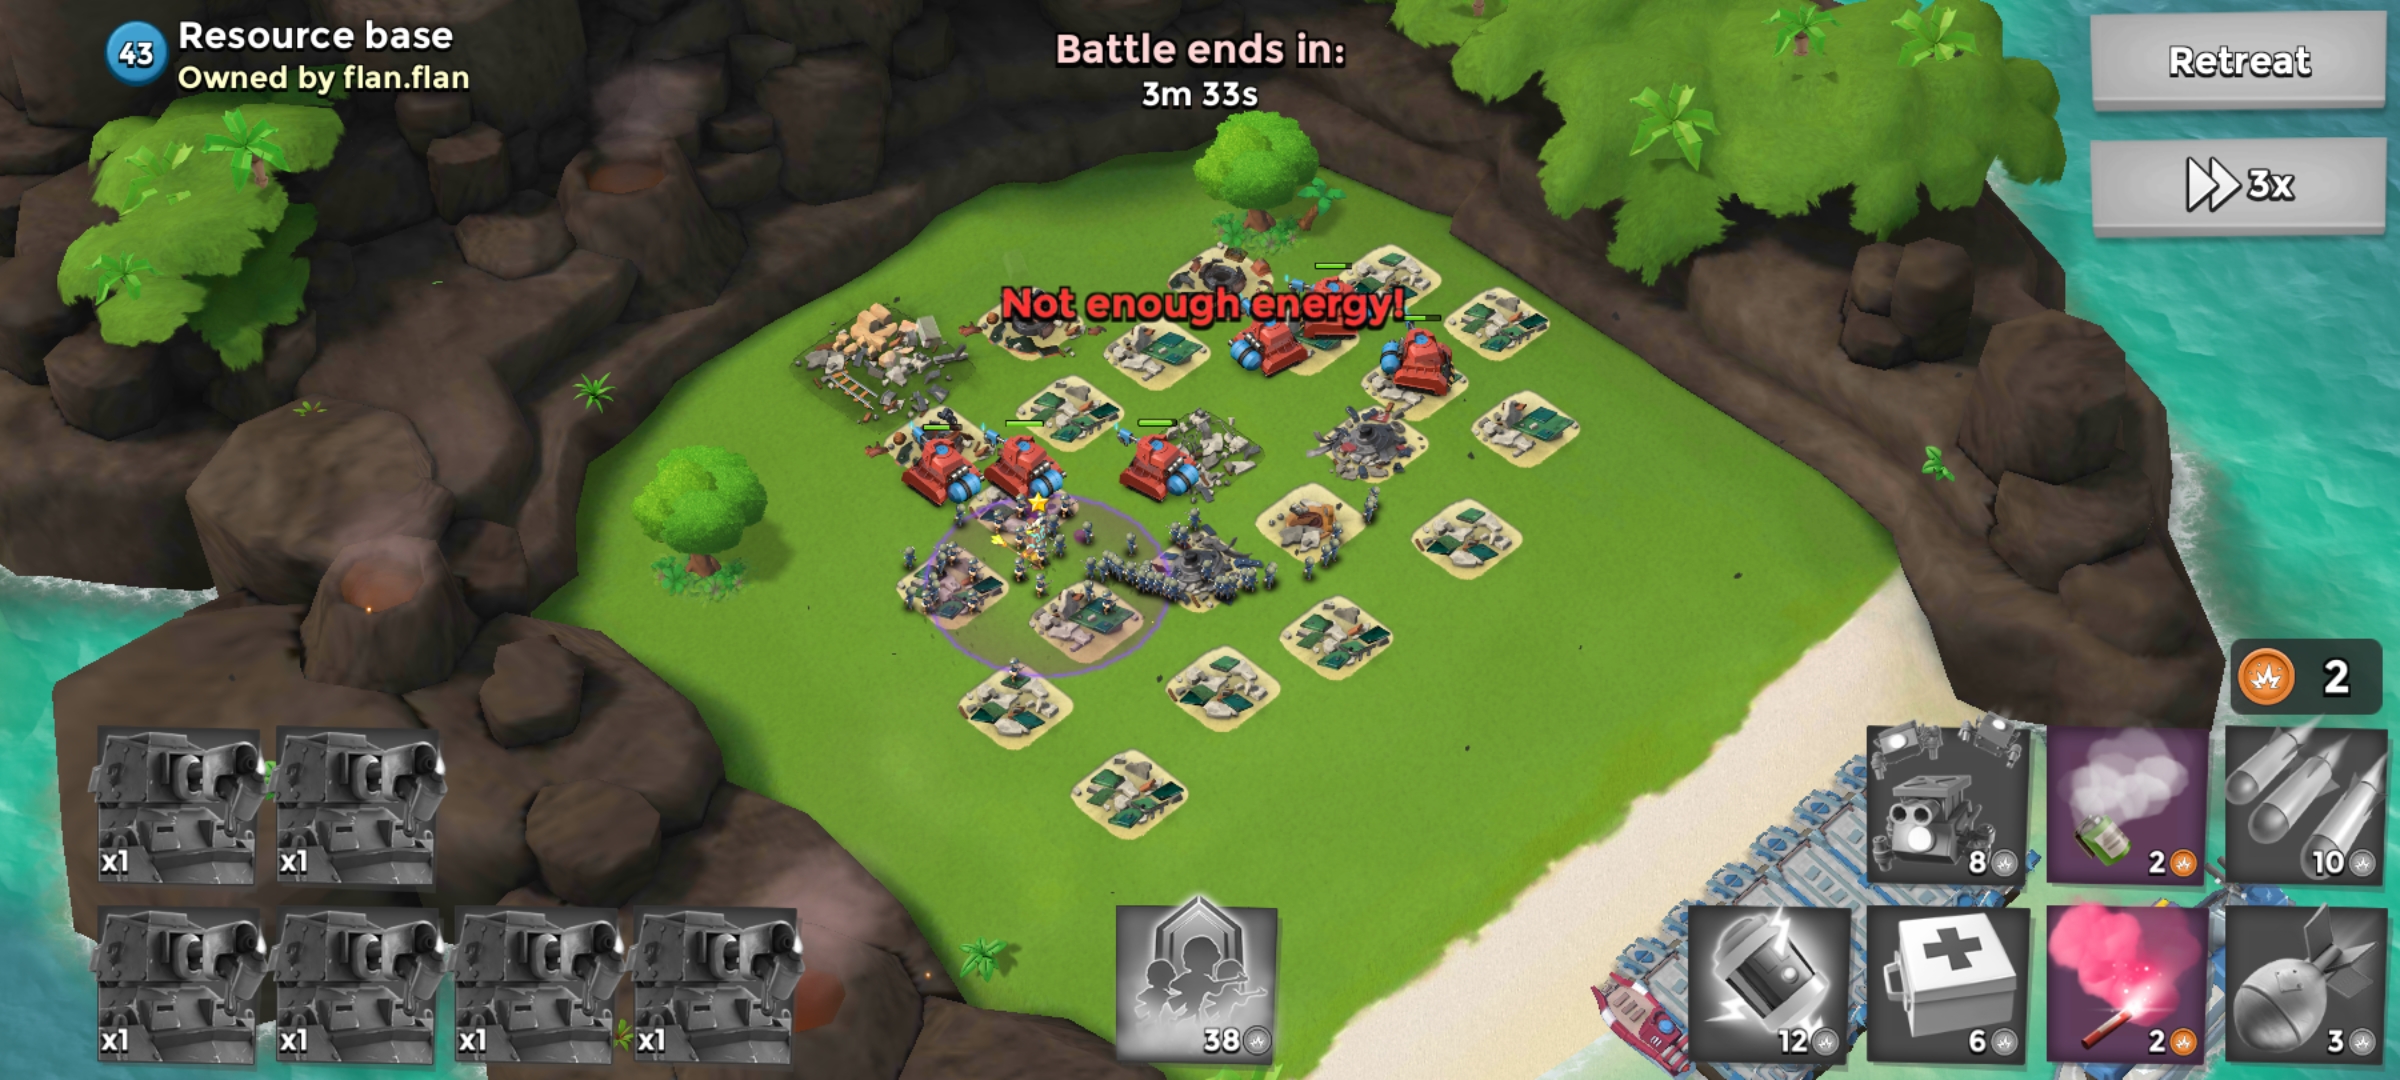 43
Resource base
Owned by flan.flan
Battle ends in:
3m 33s
Retreat
3x
Not enough energy!
2
x1
x1
8
2
10
x1
x1
x1
x1
38
12
6
2
3